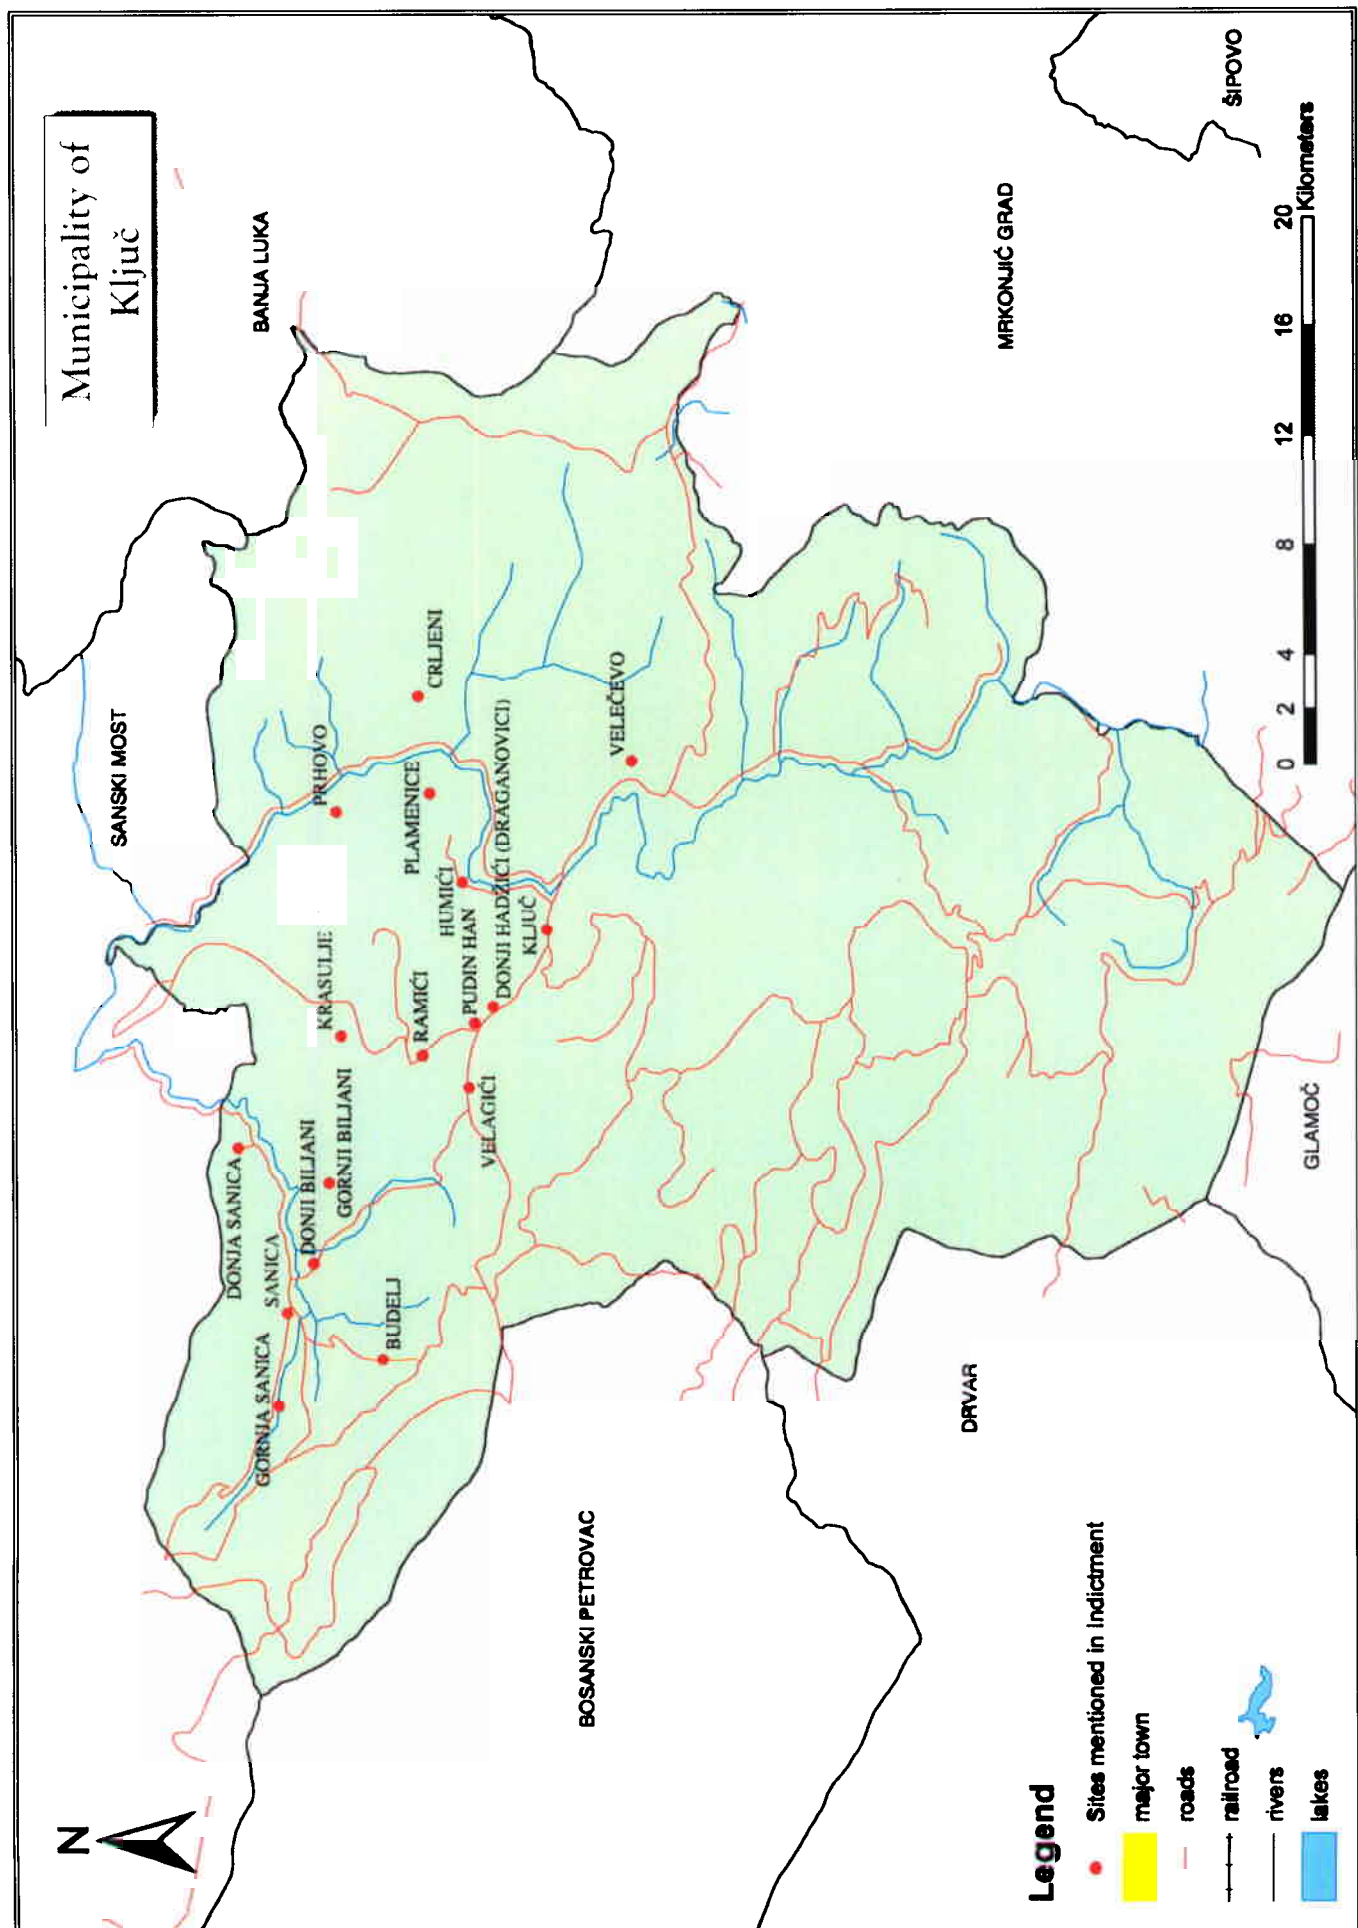 Municipality of
Ključ
N
SANSKI MOST
BANJA LUKA
DONJA SANICA
PRHOVO
KRASULJE
GORNJA SANICA
SANICA
DONJI BILJANI
GORNJI BILJANI
BUDELJ
RAMIĆI
PLAMENICE
CRLJENI
HUMIĆI
PUDIN HAN
VELAGIĆI
DONJI HADŽIĆI (DRAGANOVICI)
KLJUČ
VELEČEVO
BOSANSKI PETROVAC
DRVAR
MRKONJIĆ GRAD
ŠIPOVO
GLAMOČ
Legend
Sites mentioned in Indictment
major town
roads
railroad
rivers
lakes
0 2 4 8 12 16 20
Kilometers